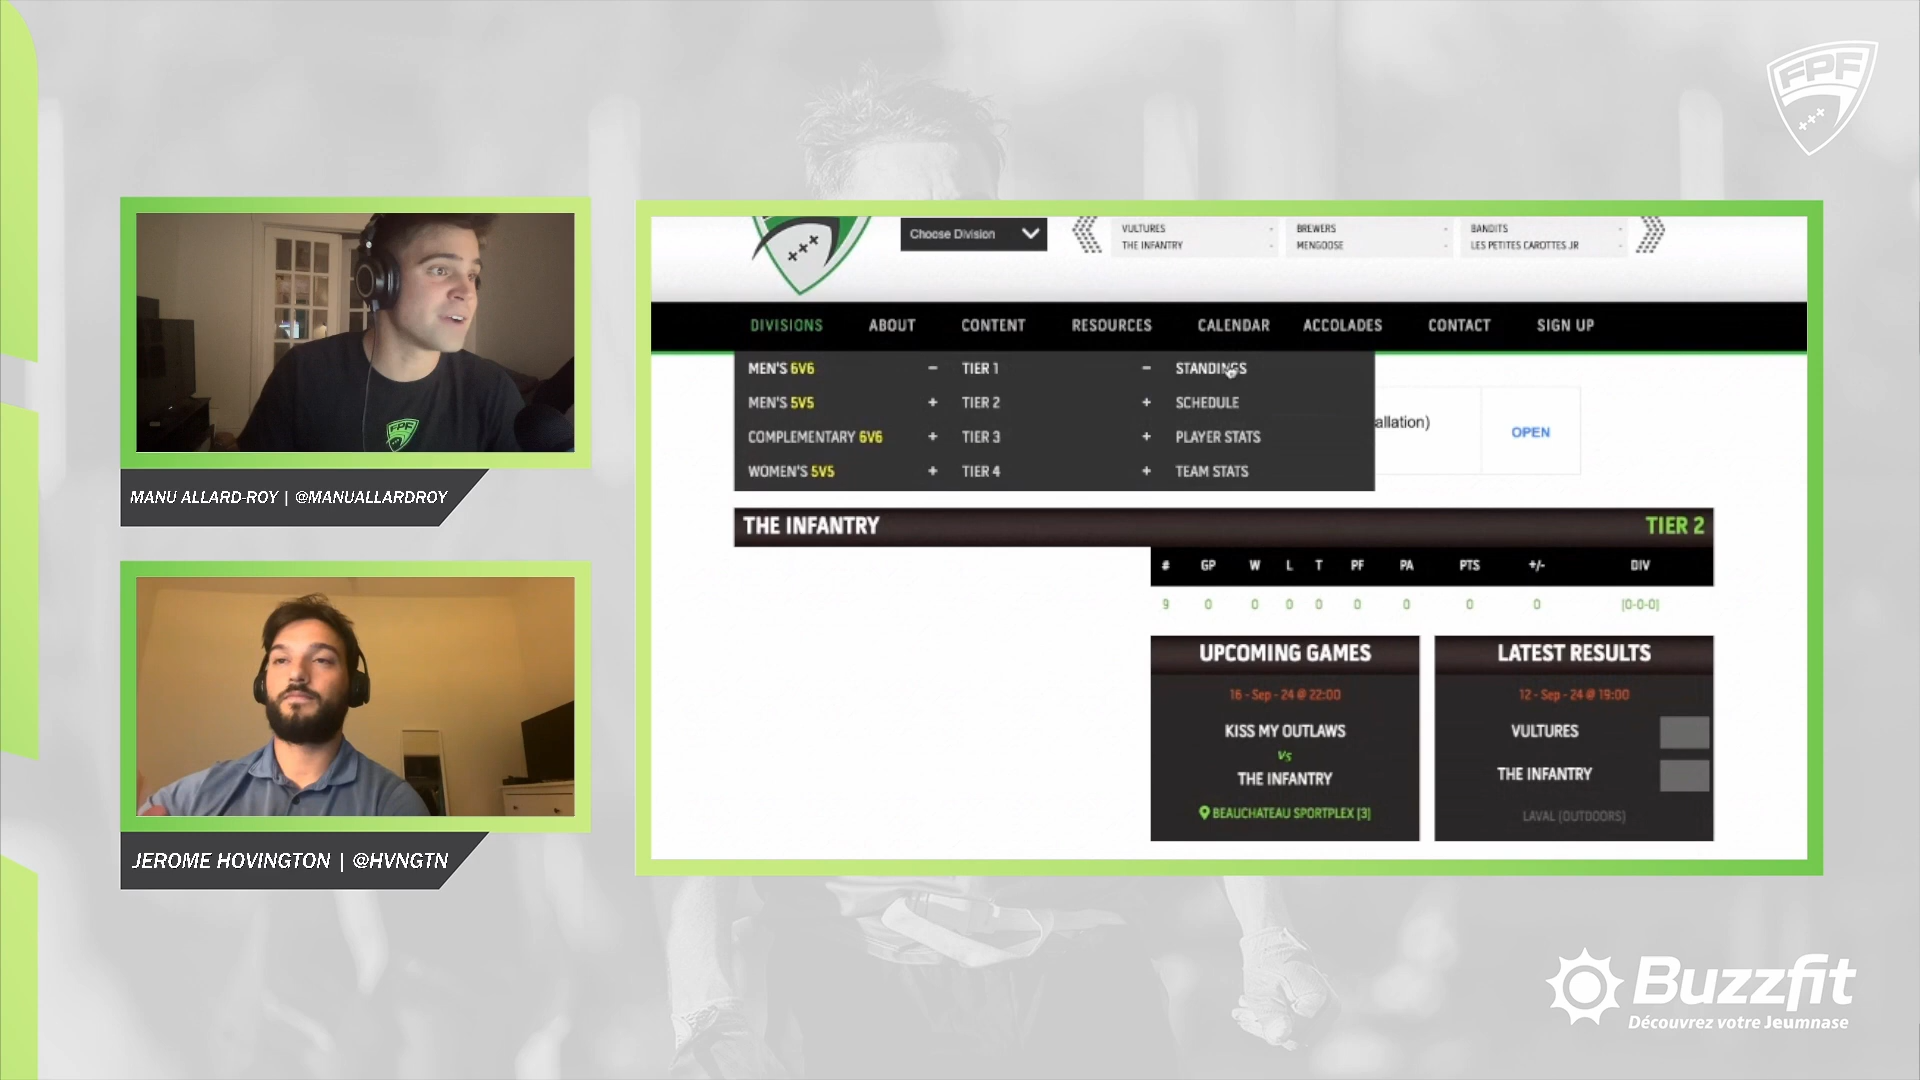 FPF
MANU ALLARD-ROY | @MANUALLARDROY
FPF
JEROME HOVINGTON | @HVNGTN
Choose Division
VULTURES -
THE INFANTRY -
BREWERS -
MENGOOSE -
BANDITS -
LES PETITES CAROTTES JR -
DIVISIONS ABOUT CONTENT RESOURCES CALENDAR ACCOLADES CONTACT SIGN UP
MEN'S 6V6 - TIER 1 - STANDINGS
MEN'S 5V5 + TIER 2 + SCHEDULE
COMPLEMENTARY 6V6 + TIER 3 + PLAYER STATS
WOMEN'S 5V5 + TIER 4 + TEAM STATS
allation)
OPEN
THE INFANTRY TIER 2
# GP W L T PF PA PTS +/- DIV
9 0 0 0 0 0 0 0 0 [0-0-0]
UPCOMING GAMES
16 - Sep - 24 @ 22:00
KISS MY OUTLAWS
Vs
THE INFANTRY
BEAUCHATEAU SPORTPLEX [3]
LATEST RESULTS
12 - Sep - 24 @ 19:00
VULTURES
THE INFANTRY
LAVAL [OUTDOORS]
Buzzfit
Découvrez votre Jeumnase